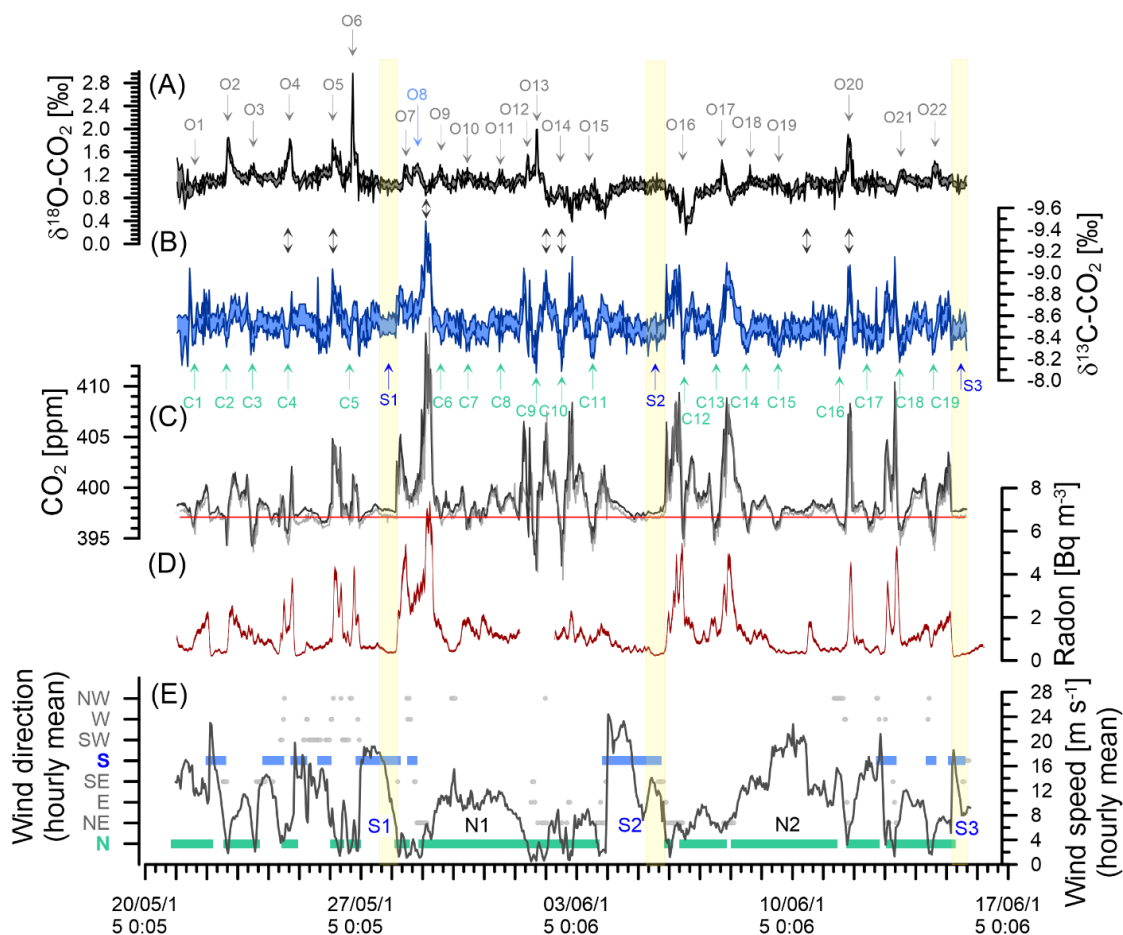 O6
O2 O4 O5 O8 O13 O20
O1 O3 O7 O9 O10 O11 O12 O14 O15 O16 O17 O18 O19 O21 O22
(A)
δ18O-CO2 [‰]
2.8
2.4
2.0
1.6
1.2
0.8
0.4
0.0
(B)
δ13C-CO2 [‰]
-9.6
-9.4
-9.2
-9.0
-8.8
-8.6
-8.4
-8.2
-8.0
C1 C2 C3 C4 C5 S1 C6 C7 C8 C9 C10 C11 S2 C12 C13 C14 C15 C16 C17 C18 C19 S3
(C)
CO2 [ppm]
410
405
400
395
(D)
Radon [Bq m-3]
8
6
4
2
0
(E)
Wind direction
(hourly mean)
NW
W
SW
S
SE
E
NE
N
S1 N1 S2 N2 S3
Wind speed [m s-1]
(hourly mean)
28
24
20
16
12
8
4
0
20/05/1 27/05/1 03/06/1 10/06/1 17/06/1
5 0:05 5 0:05 5 0:06 5 0:06 5 0:06